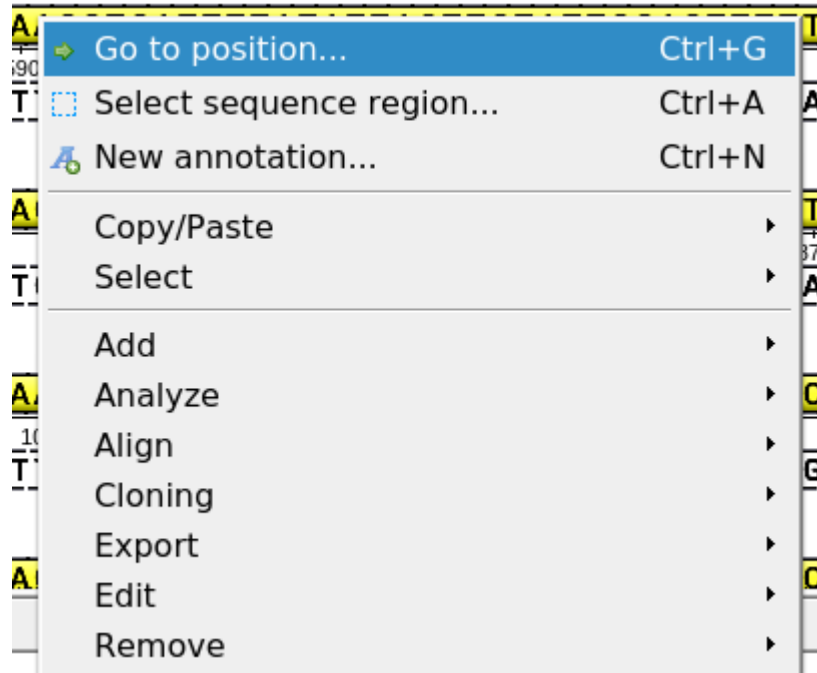 Go to position... Ctrl+G
Select sequence region... Ctrl+A
New annotation... Ctrl+N
Copy/Paste
Select
Add
Analyze
Align
Cloning
Export
Edit
Remove